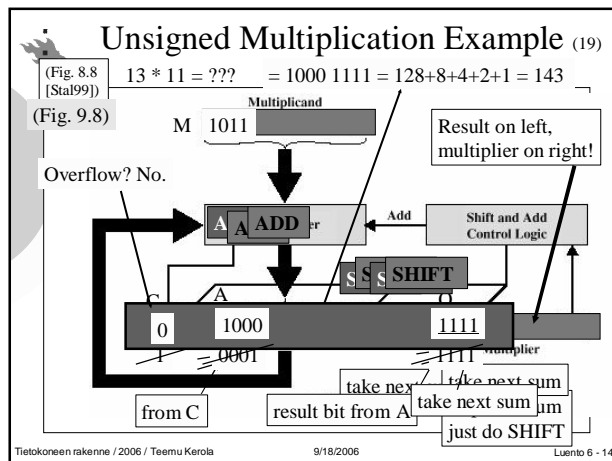 Unsigned Multiplication Example (19)
(Fig. 8.8
[Stal99])
(Fig. 9.8)
13 * 11 = ??? = 1000 1111 = 128+8+4+2+1 = 143
Multiplicand
M 1011
Result on left,
multiplier on right!
Overflow? No.
A
A
ADD
Add
Shift and Add
Control Logic
S
S
S
SHIFT
C A Q
0 1000 1111
1 0001 1111
take next
take next sum
from C
result bit from A
take next sum
just do SHIFT
Tietokoneen rakenne / 2006 / Teemu Kerola 9/18/2006 Luento 6 - 14